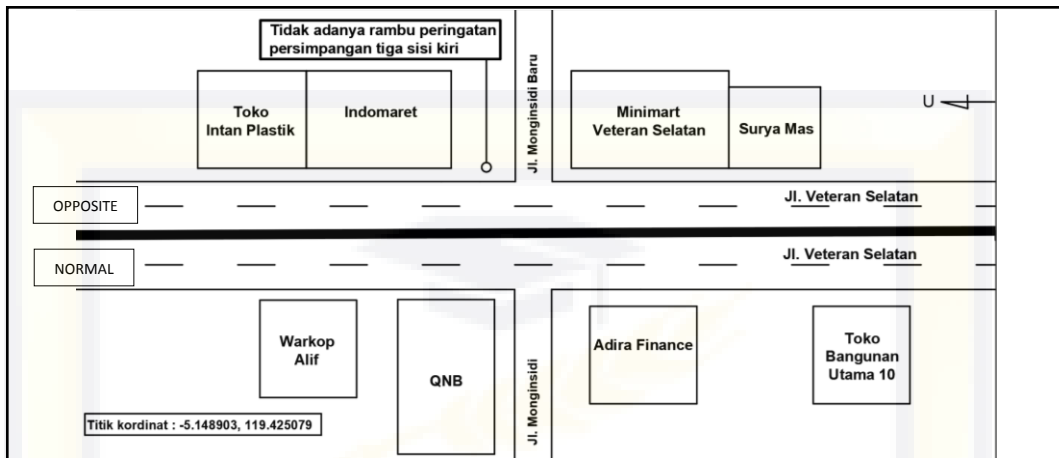 Tidak adanya rambu peringatan
persimpangan tiga sisi kiri
Jl. Monginsidi Baru
Toko
Intan Plastik
Indomaret
Minimart
Veteran Selatan
Surya Mas
U
OPPOSITE
Jl. Veteran Selatan
NORMAL
Jl. Veteran Selatan
Warkop
Alif
QNB
Jl. Monginsidi
Adira Finance
Toko
Bangunan
Utama 10
Titik kordinat : -5.148903, 119.425079